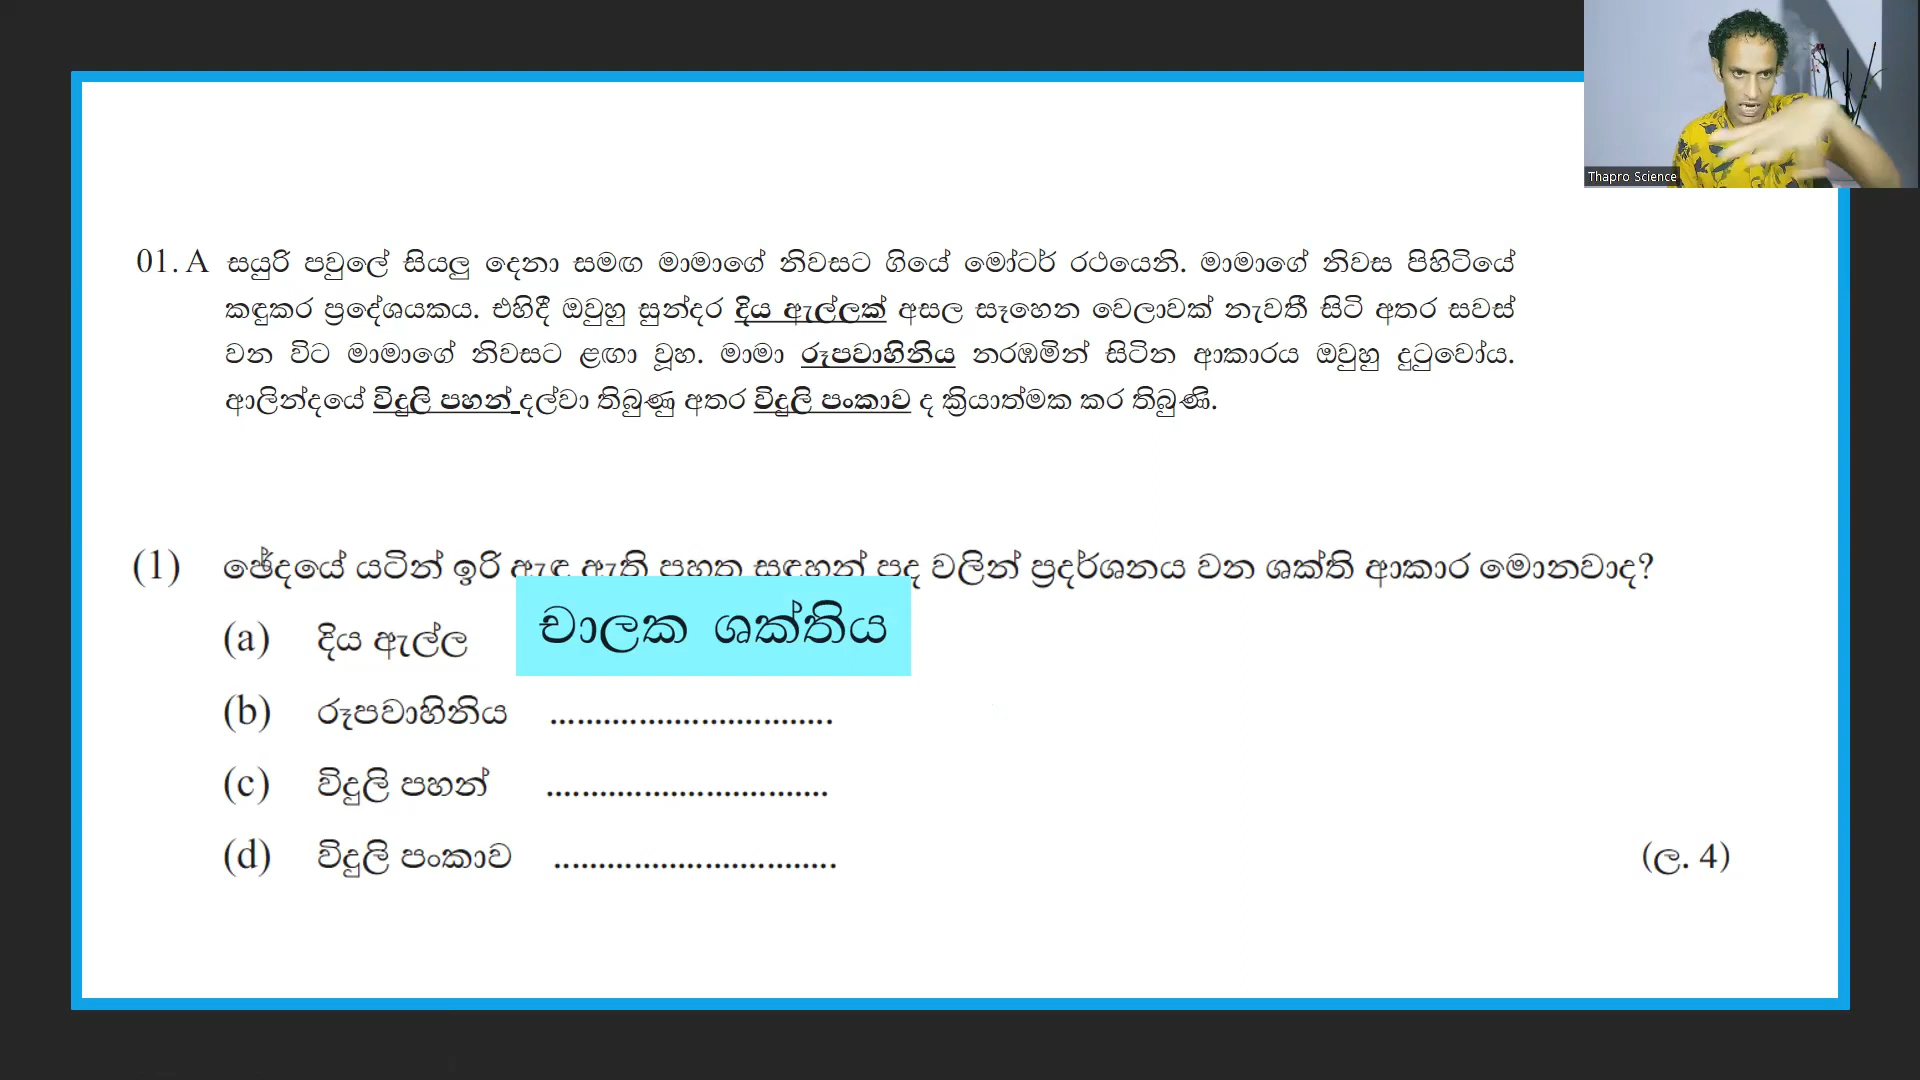 Thapro Science
01. A සයුරි පවුලේ සියලු දෙනා සමඟ මාමාගේ නිවසට ගියේ මෝටර් රථයෙනි. මාමාගේ නිවස පිහිටියේ
කඳුකර ප්‍රදේශයකය. එහිදී ඔවුහු සුන්දර දිය ඇල්ලක් අසල සෑහෙන වෙලාවක් නැවතී සිටි අතර සවස්
වන විට මාමාගේ නිවසට ළඟා වූහ. මාමා රූපවාහිනිය නරඹමින් සිටින ආකාරය ඔවුහු දුටුවෝය.
ආලින්දයේ විදුලි පහන් දල්වා තිබුණු අතර විදුලි පංකාව ද ක්‍රියාත්මක කර තිබුණි.
(1) ඡේදයේ යටින් ඉරි ඇඳ ඇති පහත සඳහන් පද වලින් ප්‍රදර්ශනය වන ශක්ති ආකාර මොනවාද?
(a) දිය ඇල්ල චාලක ශක්තිය
(b) රූපවාහිනිය ................................
(c) විදුලි පහන් ................................
(d) විදුලි පංකාව ................................ (ල. 4)